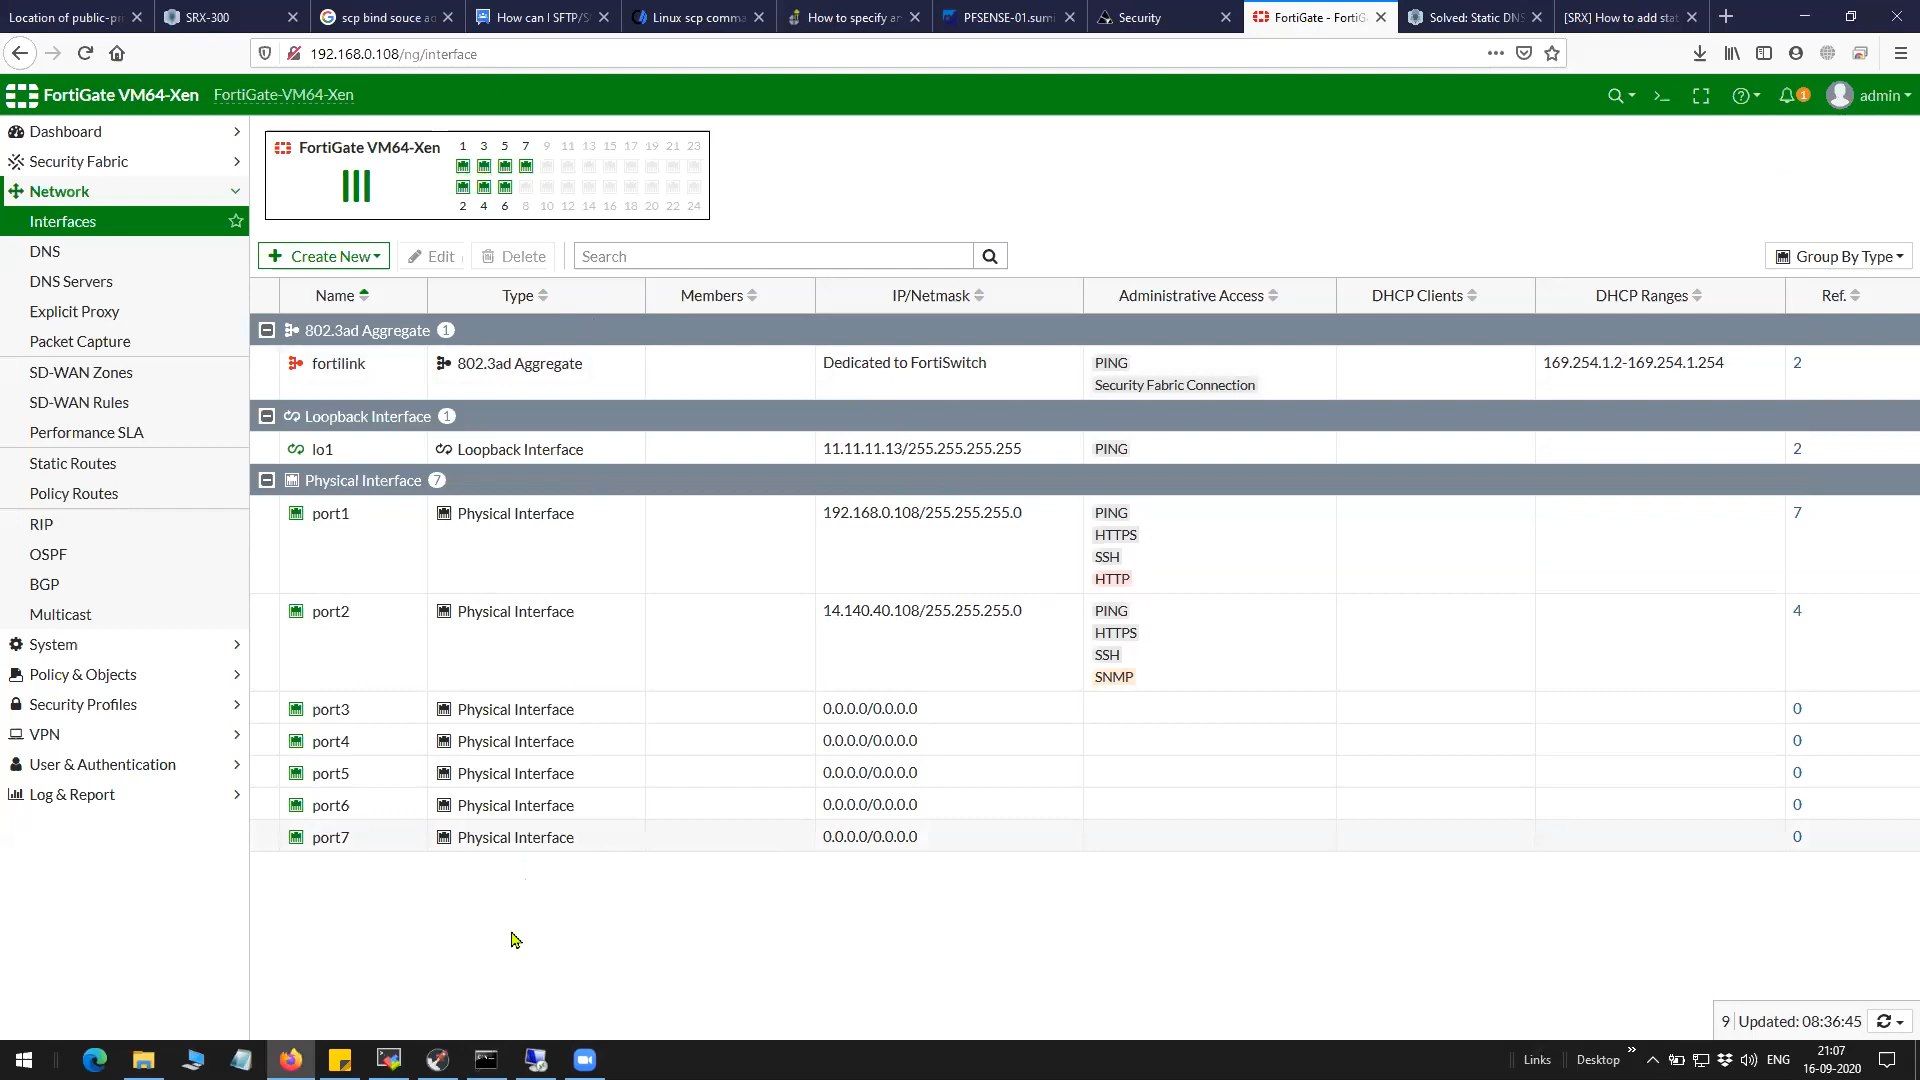 Location of public-pr
SRX-300
scp bind souce ad
How can I SFTP/S
Linux scp comma
How to specify an
PFSENSE-01.sumi
Security
FortiGate - FortiG
Solved: Static DNS
[SRX] How to add stat
192.168.0.108/ng/interface
FortiGate VM64-Xen
FortiGate-VM64-Xen
1
admin
Dashboard
Security Fabric
Network
Interfaces
DNS
DNS Servers
Explicit Proxy
Packet Capture
SD-WAN Zones
SD-WAN Rules
Performance SLA
Static Routes
Policy Routes
RIP
OSPF
BGP
Multicast
System
Policy & Objects
Security Profiles
VPN
User & Authentication
Log & Report
FortiGate VM64-Xen
1 3 5 7 9 11 13 15 17 19 21 23
2 4 6 8 10 12 14 16 18 20 22 24
Create New
Edit
Delete
Search
Group By Type
Name Type Members IP/Netmask Administrative Access DHCP Clients DHCP Ranges Ref.
802.3ad Aggregate 1
fortilink 802.3ad Aggregate Dedicated to FortiSwitch PING 169.254.1.2-169.254.1.254 2
Security Fabric Connection
Loopback Interface 1
lo1 Loopback Interface 11.11.11.13/255.255.255.255 PING 2
Physical Interface 7
port1 Physical Interface 192.168.0.108/255.255.255.0 PING 7
HTTPS
SSH
HTTP
port2 Physical Interface 14.140.40.108/255.255.255.0 PING 4
HTTPS
SSH
SNMP
port3 Physical Interface 0.0.0.0/0.0.0.0 0
port4 Physical Interface 0.0.0.0/0.0.0.0 0
port5 Physical Interface 0.0.0.0/0.0.0.0 0
port6 Physical Interface 0.0.0.0/0.0.0.0 0
port7 Physical Interface 0.0.0.0/0.0.0.0 0
9 Updated: 08:36:45
Links
Desktop
ENG
21:07
16-09-2020